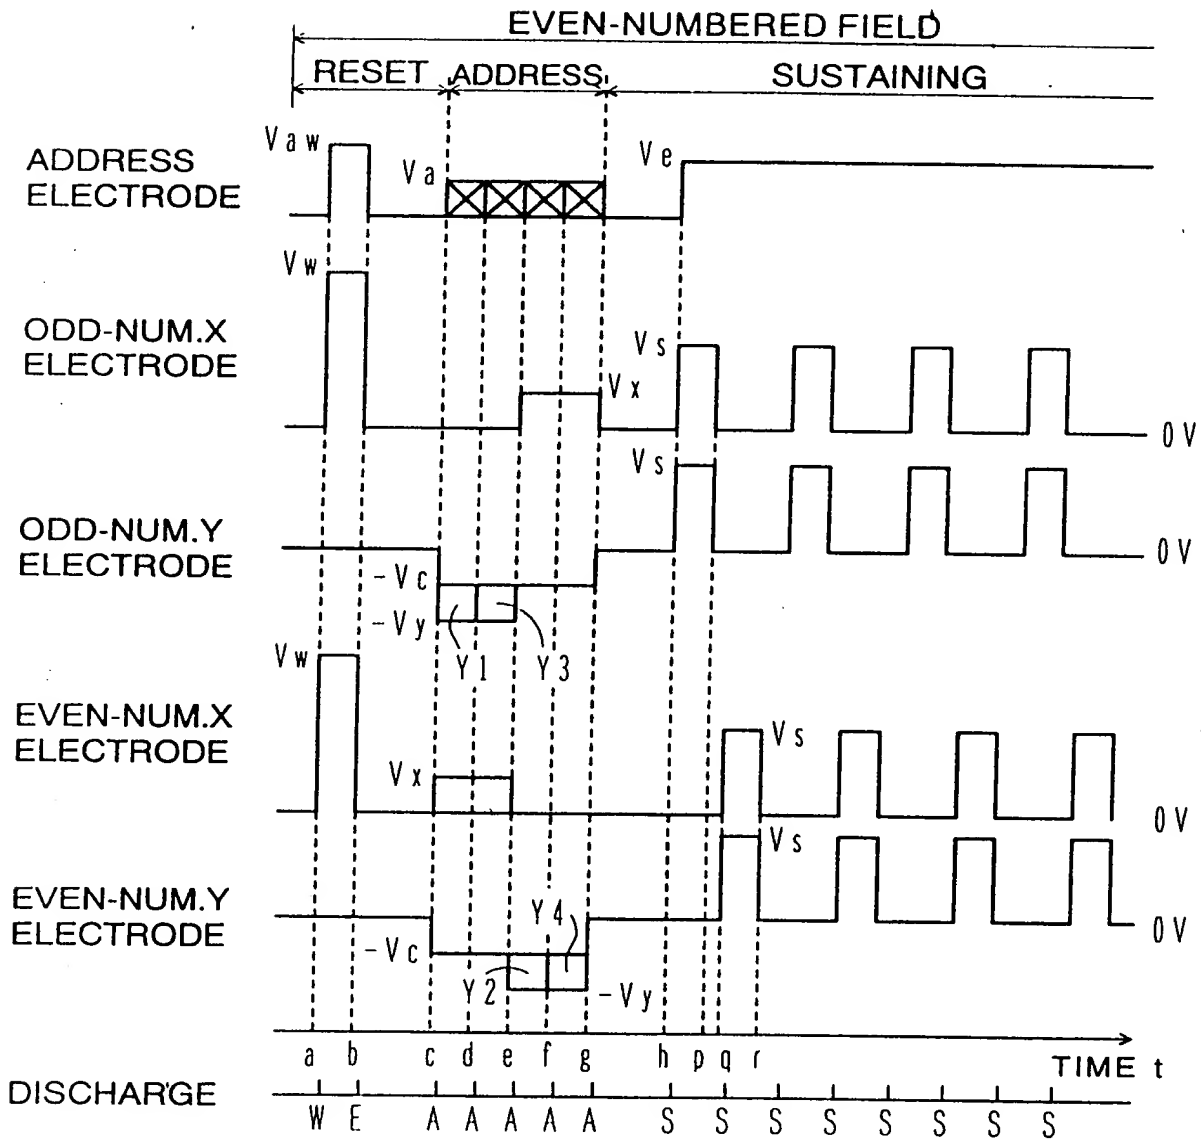 EVEN-NUMBERED FIELD
RESET ADDRESS SUSTAINING
ADDRESS
ELECTRODE
Vaw
Va
Ve
Vw
ODD-NUM.X
ELECTRODE
Vs
Vx
0V
Vs
ODD-NUM.Y
ELECTRODE
0V
-Vc
-Vy
Y1 Y3
Vw
EVEN-NUM.X
ELECTRODE
Vs
Vx
0V
Vs
EVEN-NUM.Y
ELECTRODE
Y4
0V
-Vc
Y2
-Vy
a b c d e f g h p q r
TIME t
DISCHARGE
W E A A A A A S S S S S S S S